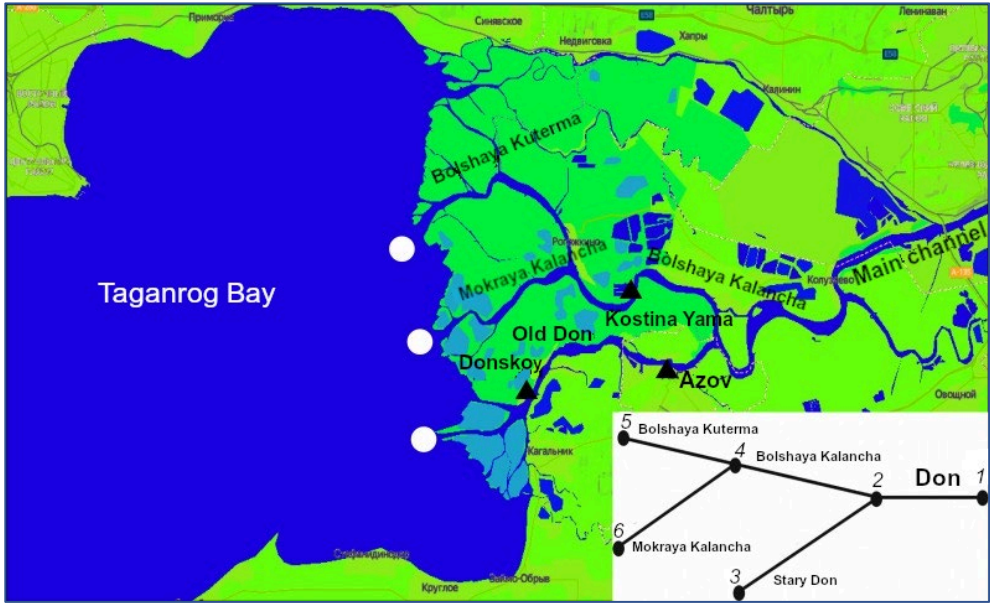 Приморка
Синявское
Чалтырь
Ленинаван
Недвиговка
Хапры
Калинин
Bolshaya Kuterma
Main channel
Mokraya Kalancha
Bolshaya Kalancha
Taganrog Bay
Kostina Yama
Old Don
Donskoy
Azov
Овощной
Кагальник
Круглое
5
Bolshaya Kuterma
4
Bolshaya Kalancha
Don
1
2
6
Mokraya Kalancha
3
Stary Don